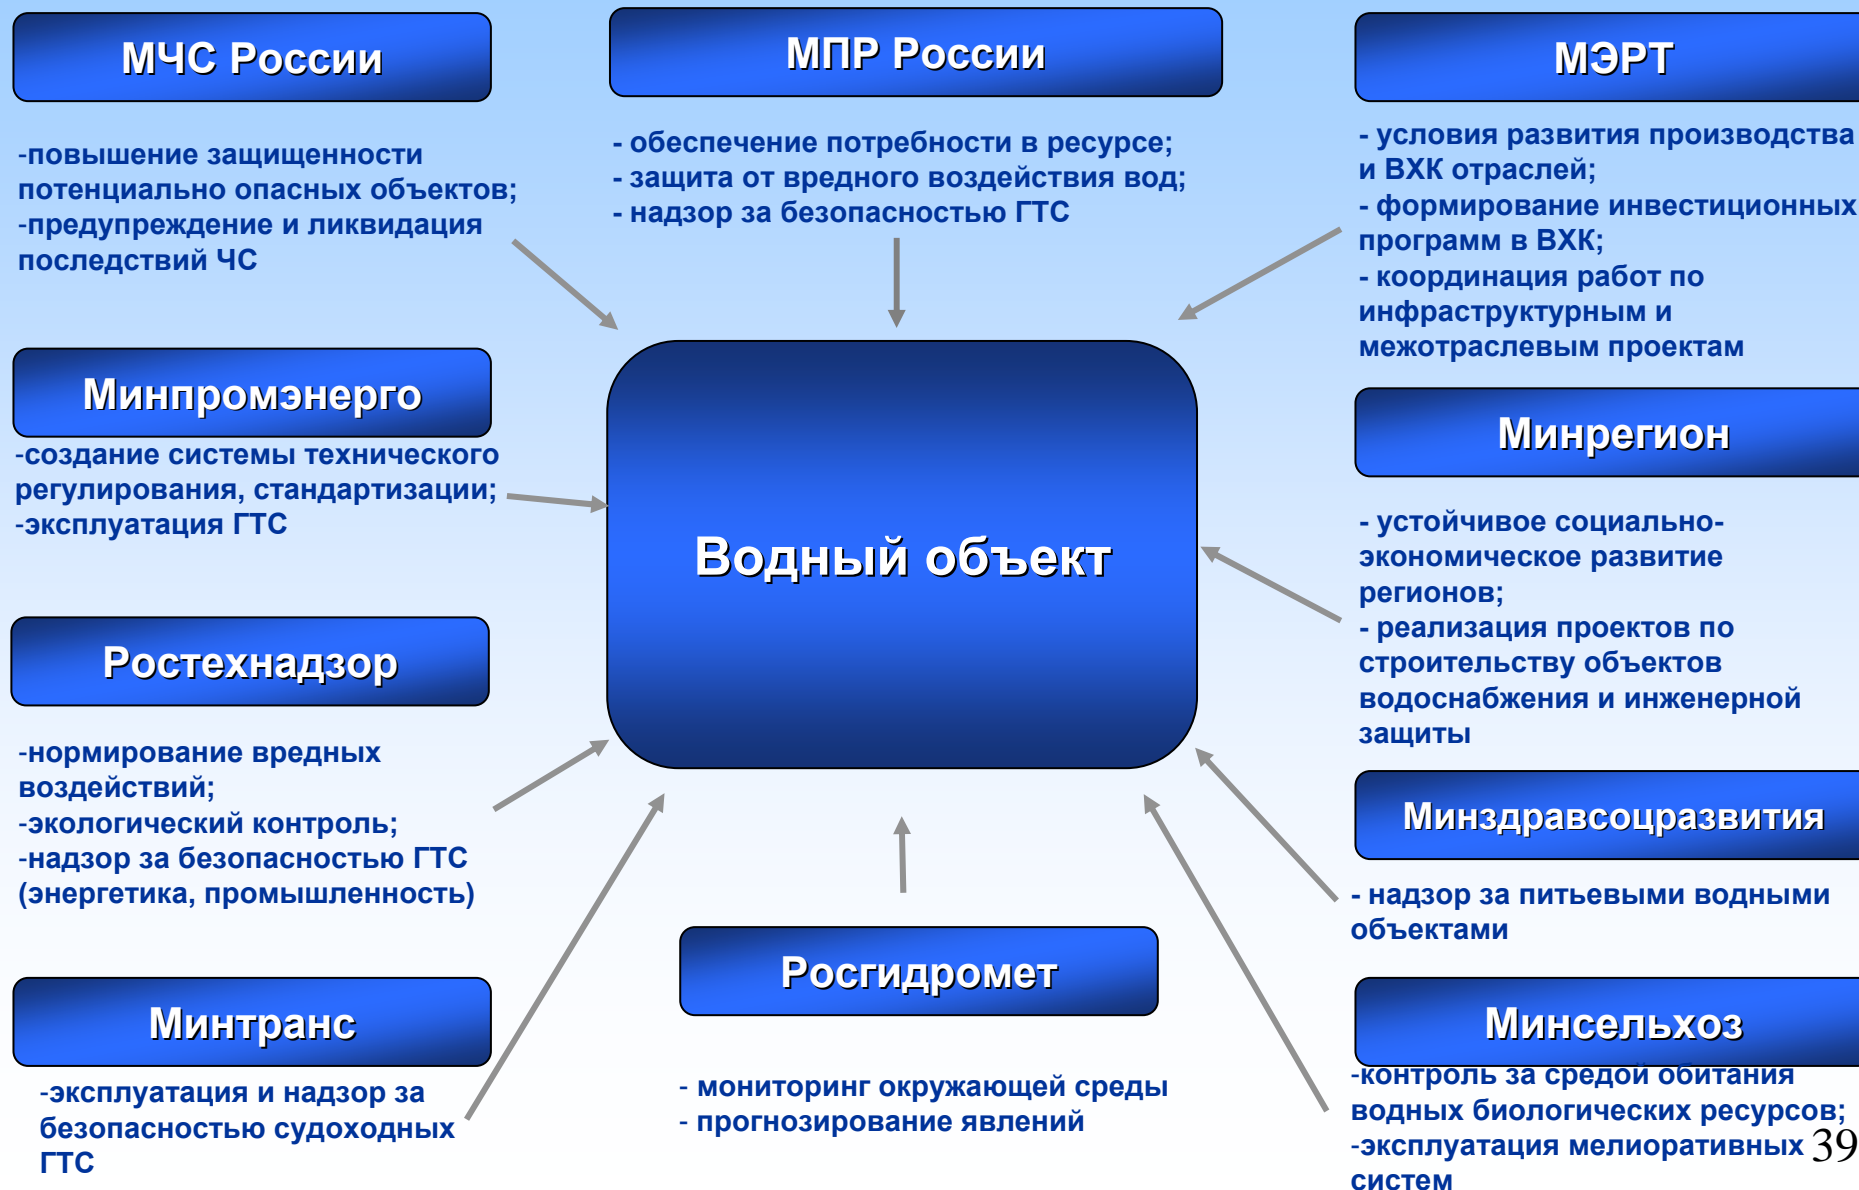 МЧС России
-повышение защищенности
потенциально опасных объектов;
-предупреждение и ликвидация
последствий ЧС
МПР России
- обеспечение потребности в ресурсе;
- защита от вредного воздействия вод;
- надзор за безопасностью ГТС
МЭРТ
- условия развития производства
и ВХК отраслей;
- формирование инвестиционных
программ в ВХК;
- координация работ по
инфраструктурным и
межотраслевым проектам
Минпромэнерго
-создание системы технического
регулирования, стандартизации;
-эксплуатация ГТС
Водный объект
Минрегион
- устойчивое социально-
экономическое развитие
регионов;
- реализация проектов по
строительству объектов
водоснабжения и инженерной
защиты
Ростехнадзор
-нормирование вредных
воздействий;
-экологический контроль;
-надзор за безопасностью ГТС
(энергетика, промышленность)
Минздравсоцразвития
- надзор за питьевыми водными
объектами
Минтранс
-эксплуатация и надзор за
безопасностью судоходных
ГТС
Росгидромет
- мониторинг окружающей среды
- прогнозирование явлений
Минсельхоз
-контроль за средой обитания
водных биологических ресурсов;
-эксплуатация мелиоративных
систем
39